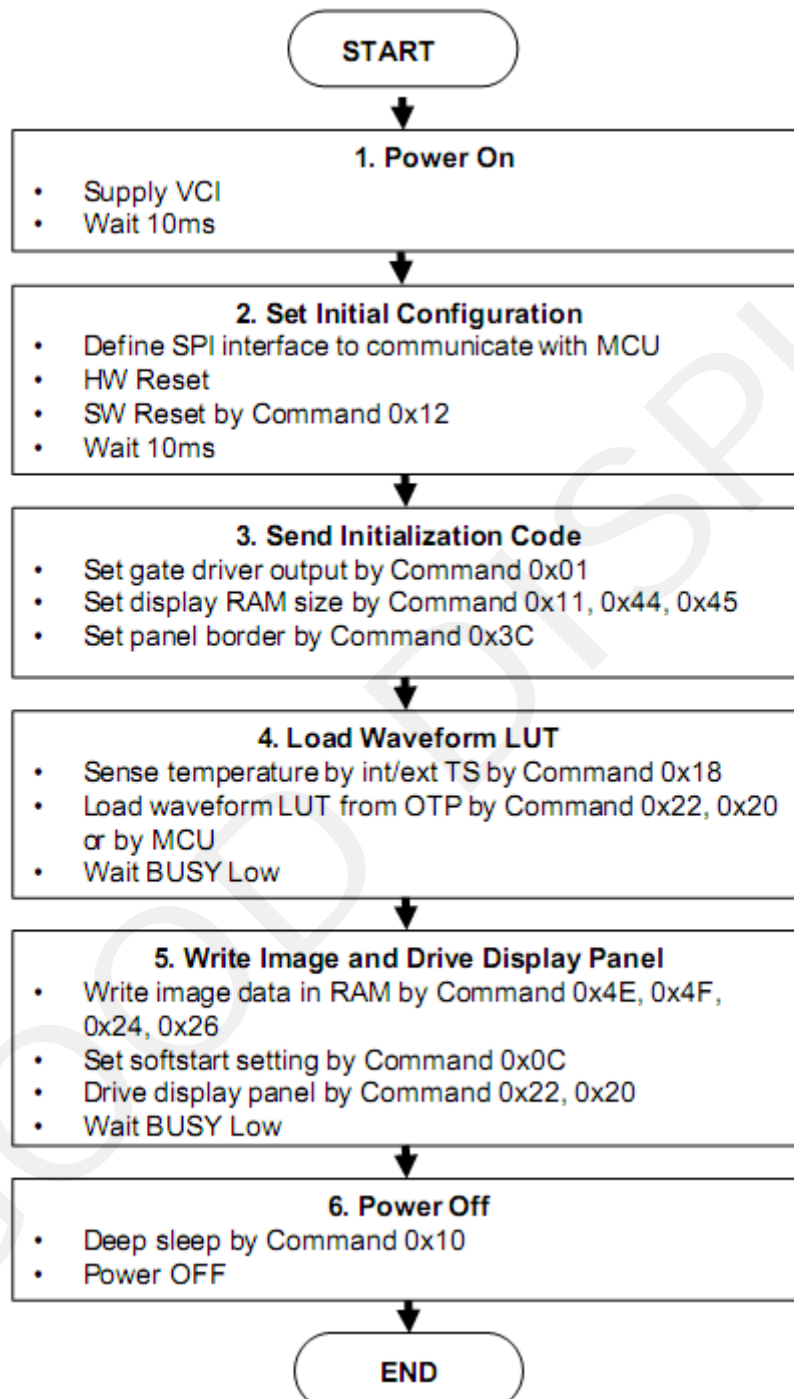 START
1. Power On
• Supply VCI
• Wait 10ms
2. Set Initial Configuration
• Define SPI interface to communicate with MCU
• HW Reset
• SW Reset by Command 0x12
• Wait 10ms
3. Send Initialization Code
• Set gate driver output by Command 0x01
• Set display RAM size by Command 0x11, 0x44, 0x45
• Set panel border by Command 0x3C
4. Load Waveform LUT
• Sense temperature by int/ext TS by Command 0x18
• Load waveform LUT from OTP by Command 0x22, 0x20
or by MCU
• Wait BUSY Low
5. Write Image and Drive Display Panel
• Write image data in RAM by Command 0x4E, 0x4F,
0x24, 0x26
• Set softstart setting by Command 0x0C
• Drive display panel by Command 0x22, 0x20
• Wait BUSY Low
6. Power Off
• Deep sleep by Command 0x10
• Power OFF
END